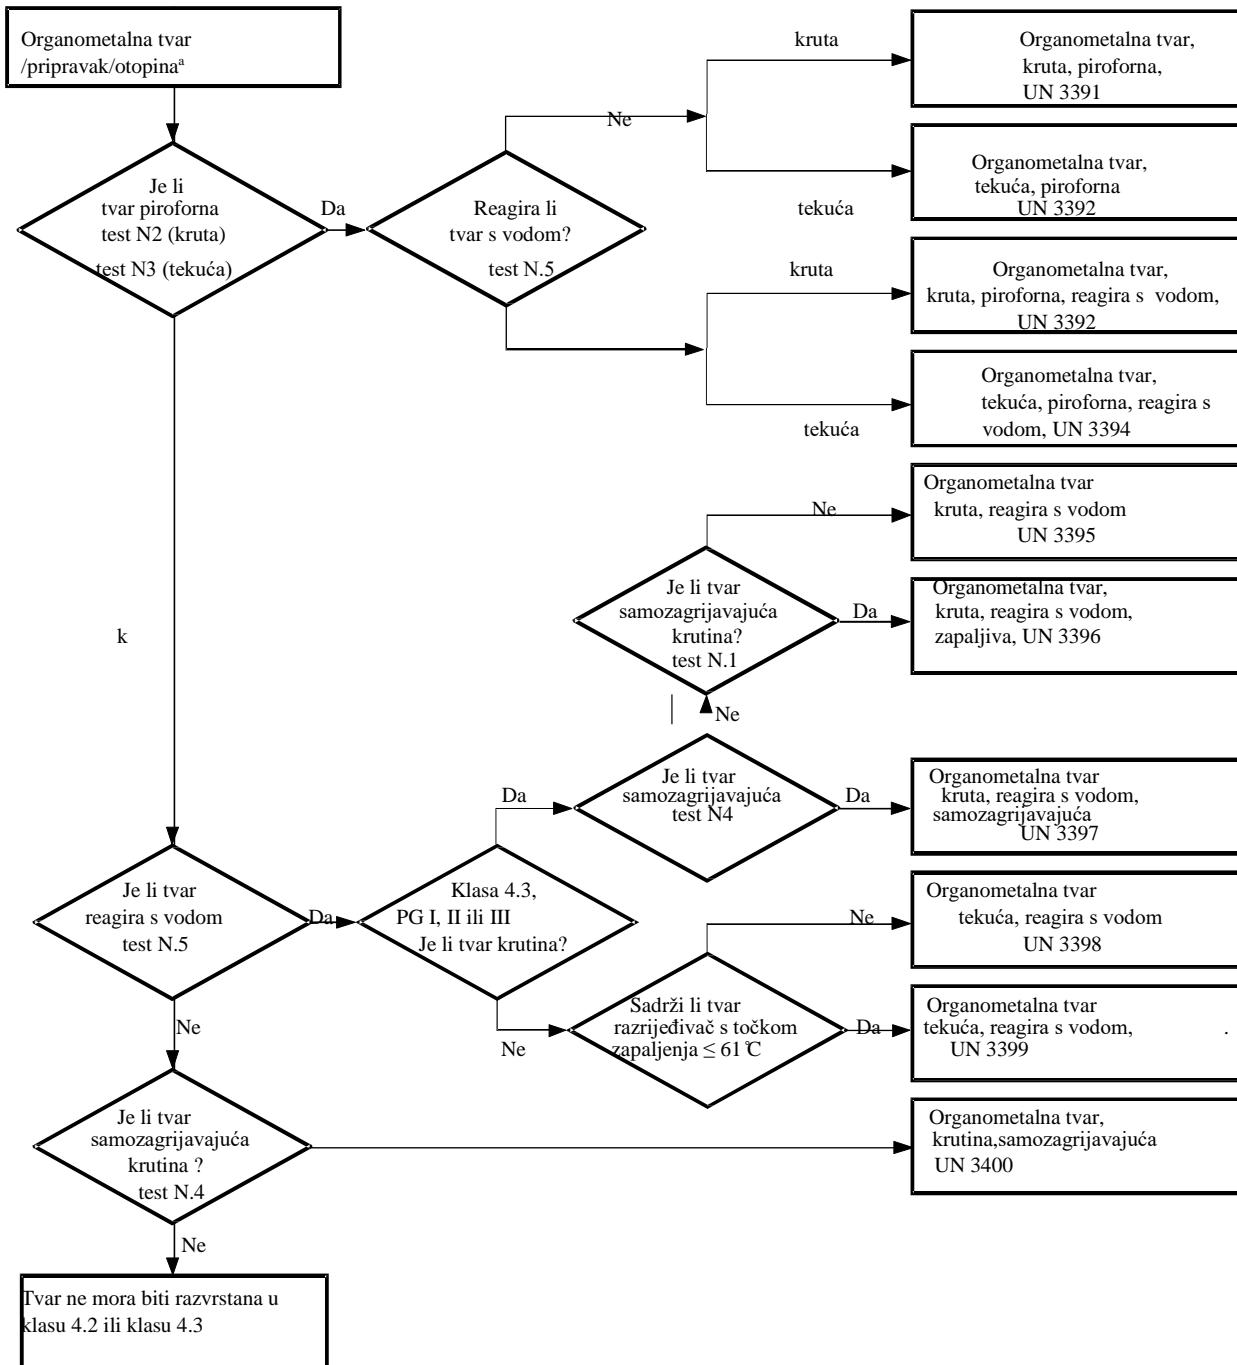 Organometalna tvar
/pripravak/otopinaª
Je li
tvar piroforna
test N2 (kruta)
test N3 (tekuća)
Da
Reagira li
tvar s vodom?
test N.5
Ne
kruta
Organometalna tvar,
kruta, piroforna,
UN 3391
tekuća
Organometalna tvar,
tekuća, piroforna
UN 3392
kruta
Organometalna tvar,
kruta, piroforna, reagira s vodom,
UN 3392
tekuća
Organometalna tvar,
tekuća, piroforna, reagira s
vodom, UN 3394
Ne
Organometalna tvar
kruta, reagira s vodom
UN 3395
Je li tvar
samozagrijavajuća
krutina?
test N.1
Da
Organometalna tvar,
kruta, reagira s vodom,
zapaljiva, UN 3396
k
Ne
Je li tvar
samozagrijavajuća
test N4
Da
Da
Organometalna tvar
kruta, reagira s vodom,
samozagrijavajuća
UN 3397
Je li tvar
reagira s vodom
test N.5
Da
Klasa 4.3,
PG I, II ili III
Je li tvar krutina?
Ne
Organometalna tvar
tekuća, reagira s vodom
UN 3398
Ne
Ne
Sadrži li tvar
razrijeđivač s točkom
zapaljenja ≤ 61 ℃
Da
Organometalna tvar
tekuća, reagira s vodom, .
UN 3399
Je li tvar
samozagrijavajuća
krutina ?
test N.4
Organometalna tvar,
krutina,samozagrijavajuća
UN 3400
Ne
Tvar ne mora biti razvrstana u
klasu 4.2 ili klasu 4.3